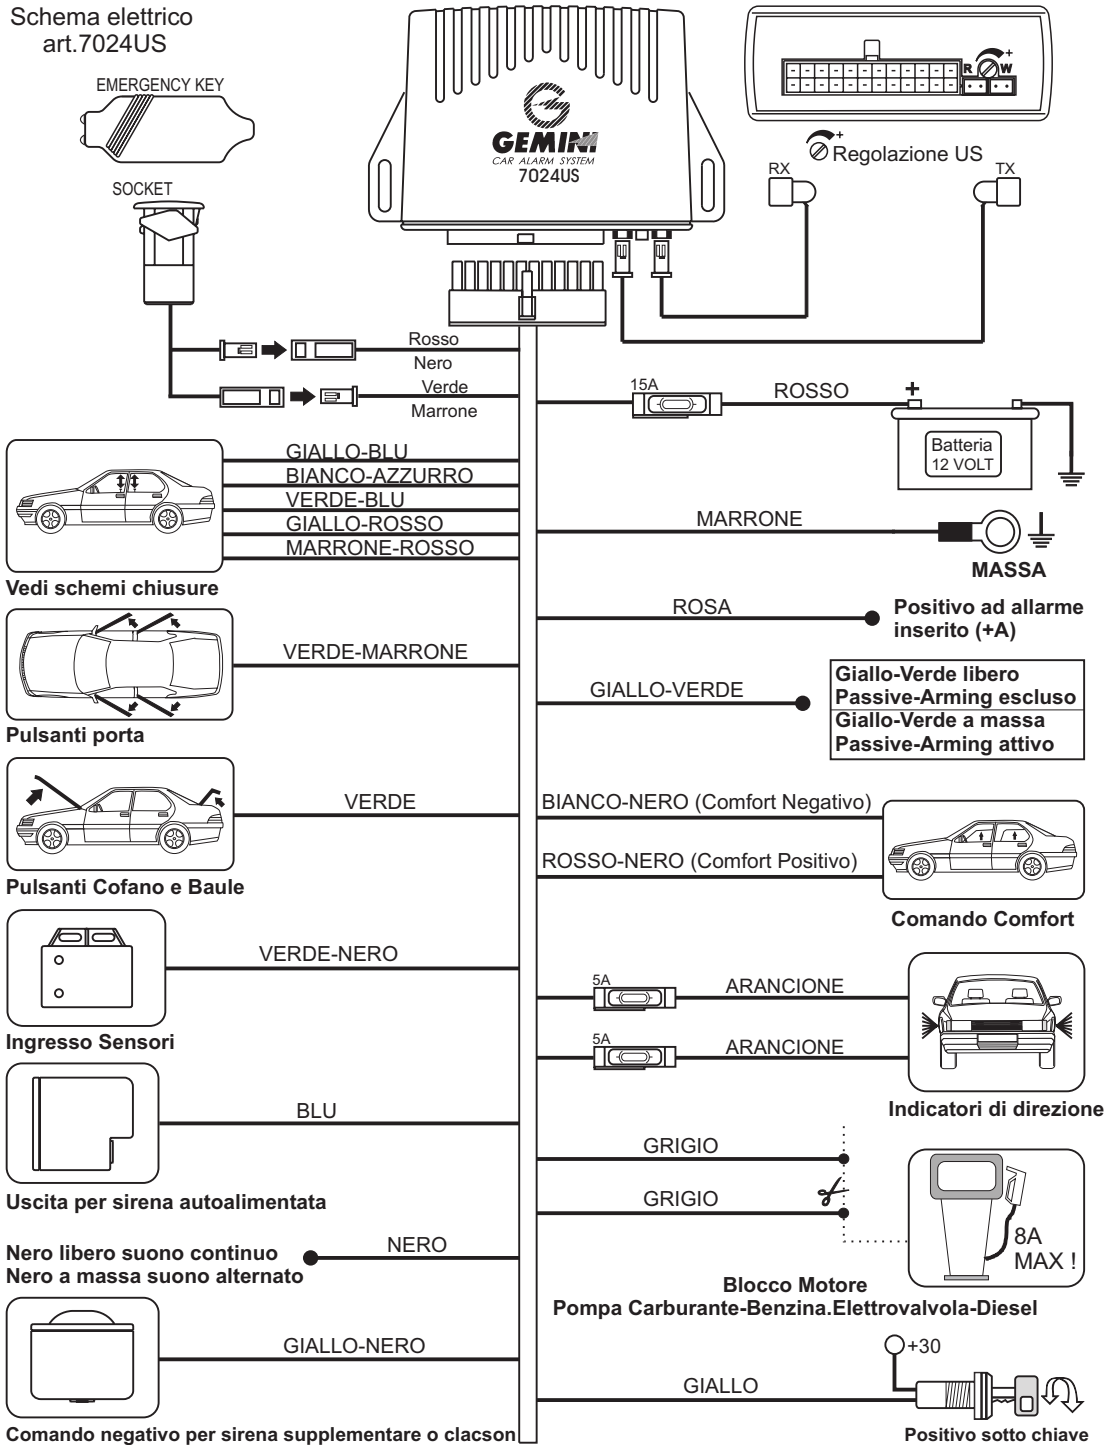 Schema elettrico
art.7024US
EMERGENCY KEY
SOCKET
GEMINI
CAR ALARM SYSTEM
7024US
R
+
W
+
Regolazione US
RX
TX
Rosso
Nero
Verde
Marrone
15A
ROSSO
+
Batteria
12 VOLT
GIALLO-BLU
BIANCO-AZZURRO
VERDE-BLU
GIALLO-ROSSO
MARRONE-ROSSO
Vedi schemi chiusure
MARRONE
MASSA
ROSA
Positivo ad allarme
inserito (+A)
VERDE-MARRONE
Pulsanti porta
GIALLO-VERDE
Giallo-Verde libero
Passive-Arming escluso
Giallo-Verde a massa
Passive-Arming attivo
VERDE
Pulsanti Cofano e Baule
BIANCO-NERO (Comfort Negativo)
ROSSO-NERO (Comfort Positivo)
Comando Comfort
VERDE-NERO
Ingresso Sensori
5A
ARANCIONE
5A
ARANCIONE
Indicatori di direzione
BLU
Uscita per sirena autoalimentata
GRIGIO
GRIGIO
8A
MAX !
Blocco Motore
Pompa Carburante-Benzina.Elettrovalvola-Diesel
Nero libero suono continuo
Nero a massa suono alternato
NERO
GIALLO-NERO
Comando negativo per sirena supplementare o clacson
+30
GIALLO
Positivo sotto chiave